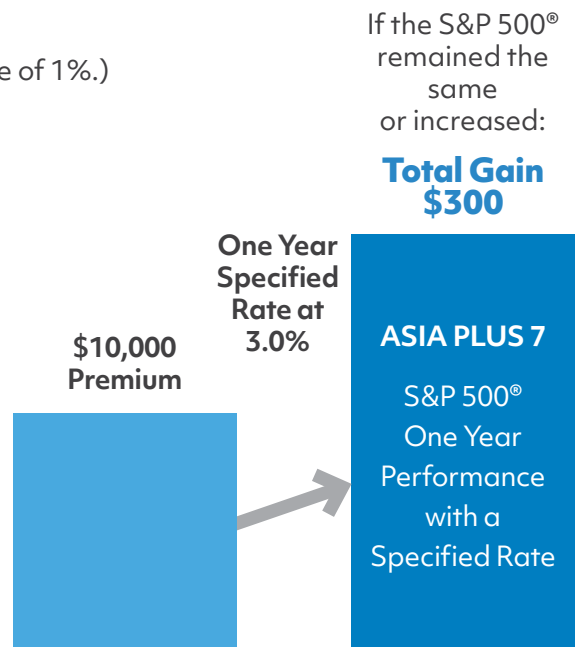 e of 1%.)
If the S&P 500®
remained the
same
or increased:
Total Gain
$300
One Year
Specified
Rate at
3.0%
$10,000
Premium
ASIA PLUS 7
S&P 500®
One Year
Performance
with a
Specified Rate